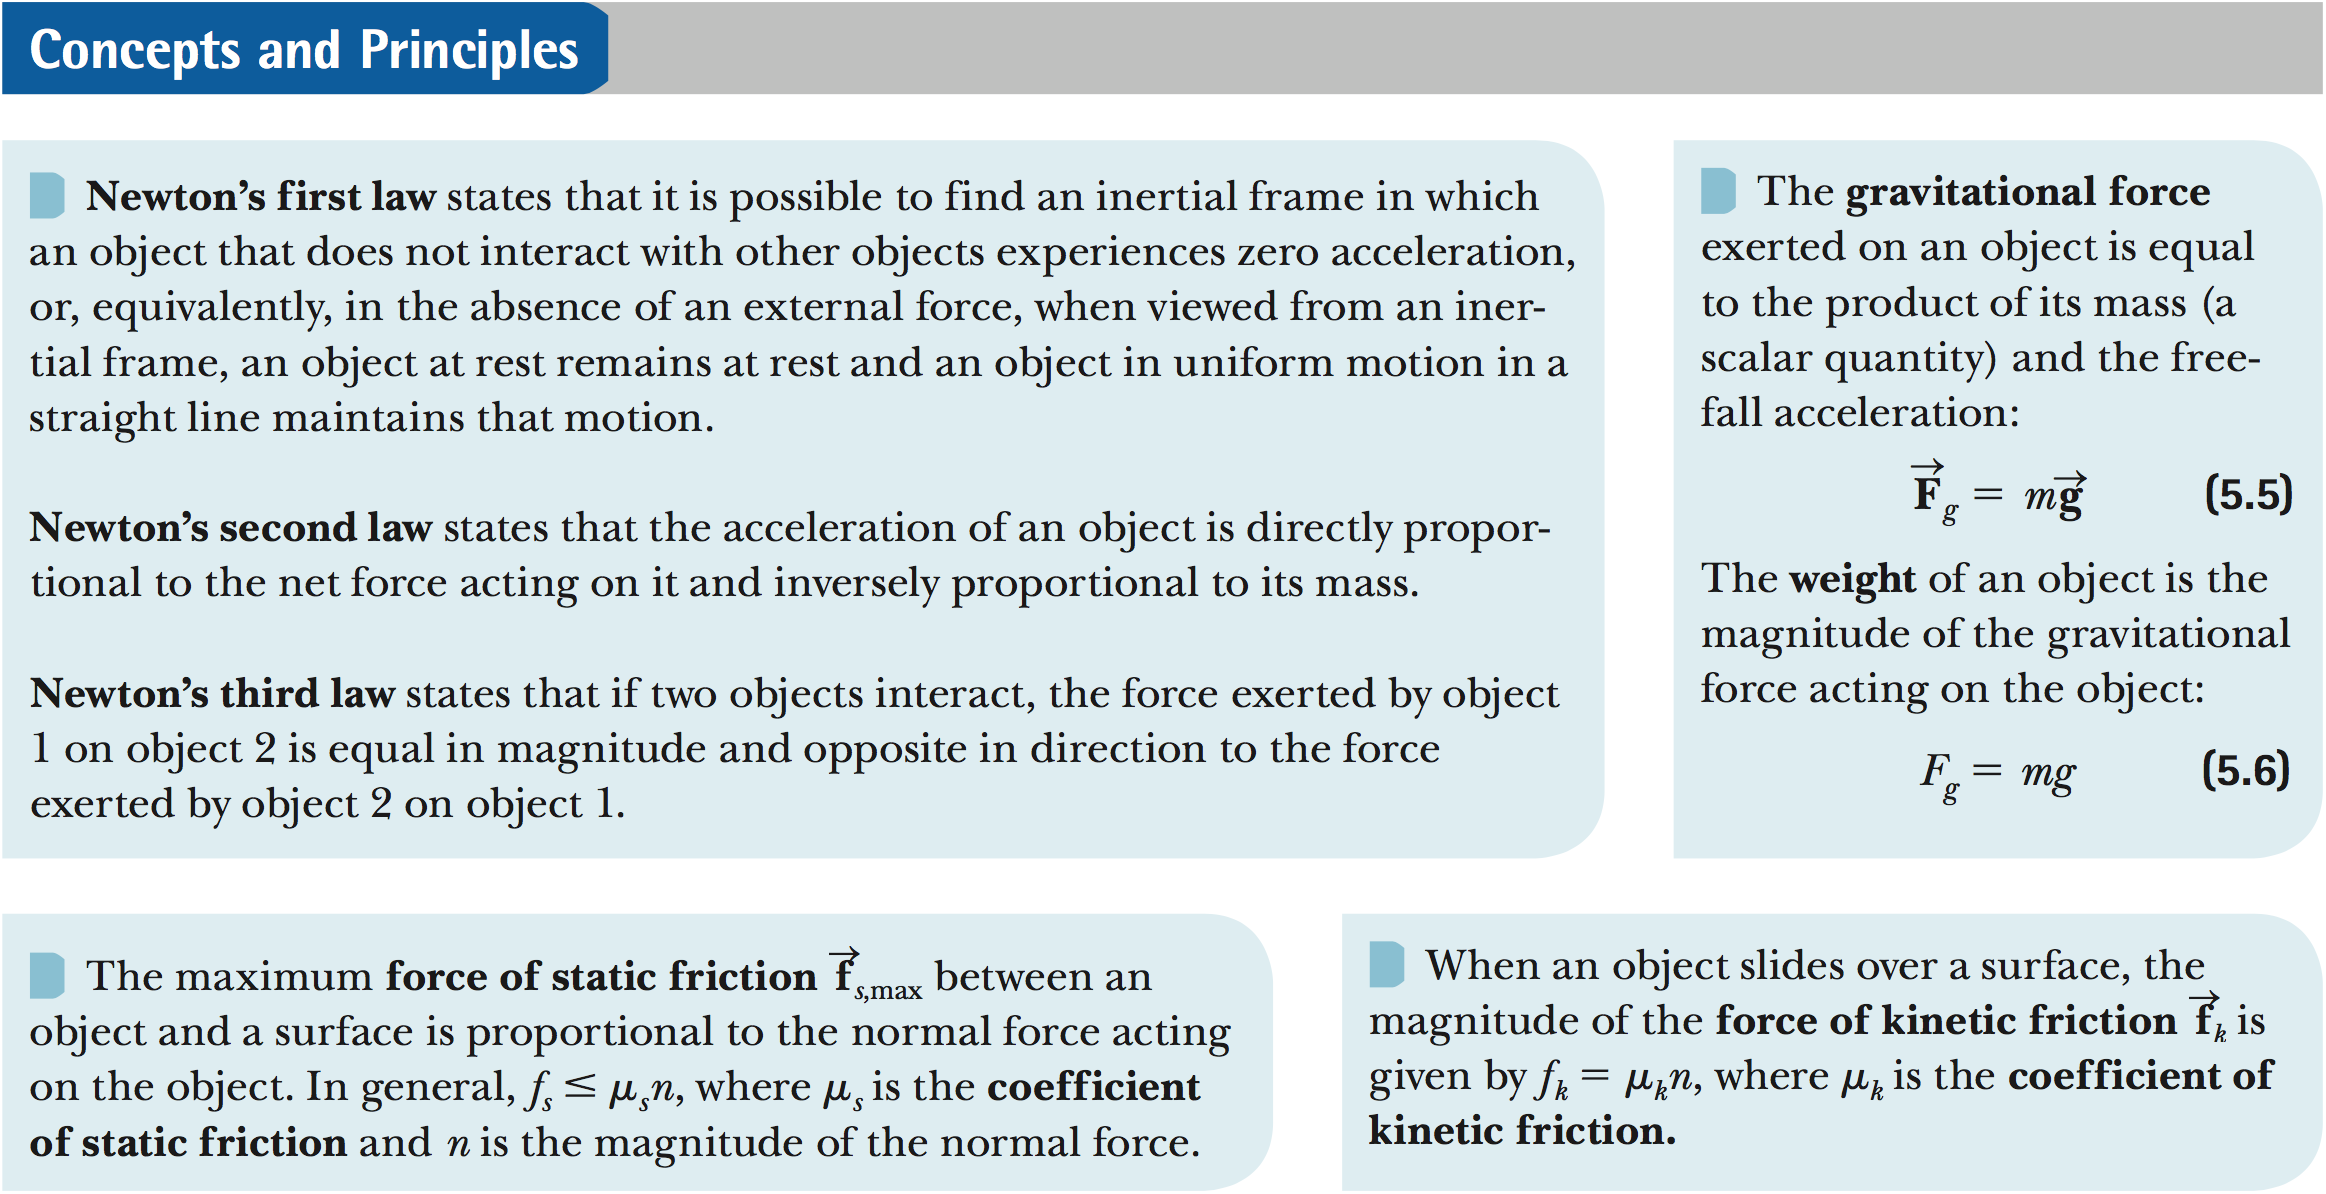 Concepts and Principles
Newton’s first law states that it is possible to find an inertial frame in which
an object that does not interact with other objects experiences zero acceleration,
or, equivalently, in the absence of an external force, when viewed from an iner-
tial frame, an object at rest remains at rest and an object in uniform motion in a
straight line maintains that motion.
Newton’s second law states that the acceleration of an object is directly propor-
tional to the net force acting on it and inversely proportional to its mass.
Newton’s third law states that if two objects interact, the force exerted by object
1 on object 2 is equal in magnitude and opposite in direction to the force
exerted by object 2 on object 1.
The gravitational force
exerted on an object is equal
to the product of its mass (a
scalar quantity) and the free-
fall acceleration:
$\vec{\mathbf{F}}_g = m\vec{\mathbf{g}}$ (5.5)
The weight of an object is the
magnitude of the gravitational
force acting on the object:
$F_g = mg$ (5.6)
The maximum force of static friction $\vec{\mathbf{f}}_{s,\text{max}}$ between an
object and a surface is proportional to the normal force acting
on the object. In general, $f_s \leq \mu_s n$, where $\mu_s$ is the coefficient
of static friction and $n$ is the magnitude of the normal force.
When an object slides over a surface, the
magnitude of the force of kinetic friction $\vec{\mathbf{f}}_k$ is
given by $f_k = \mu_k n$, where $\mu_k$ is the coefficient of
kinetic friction.